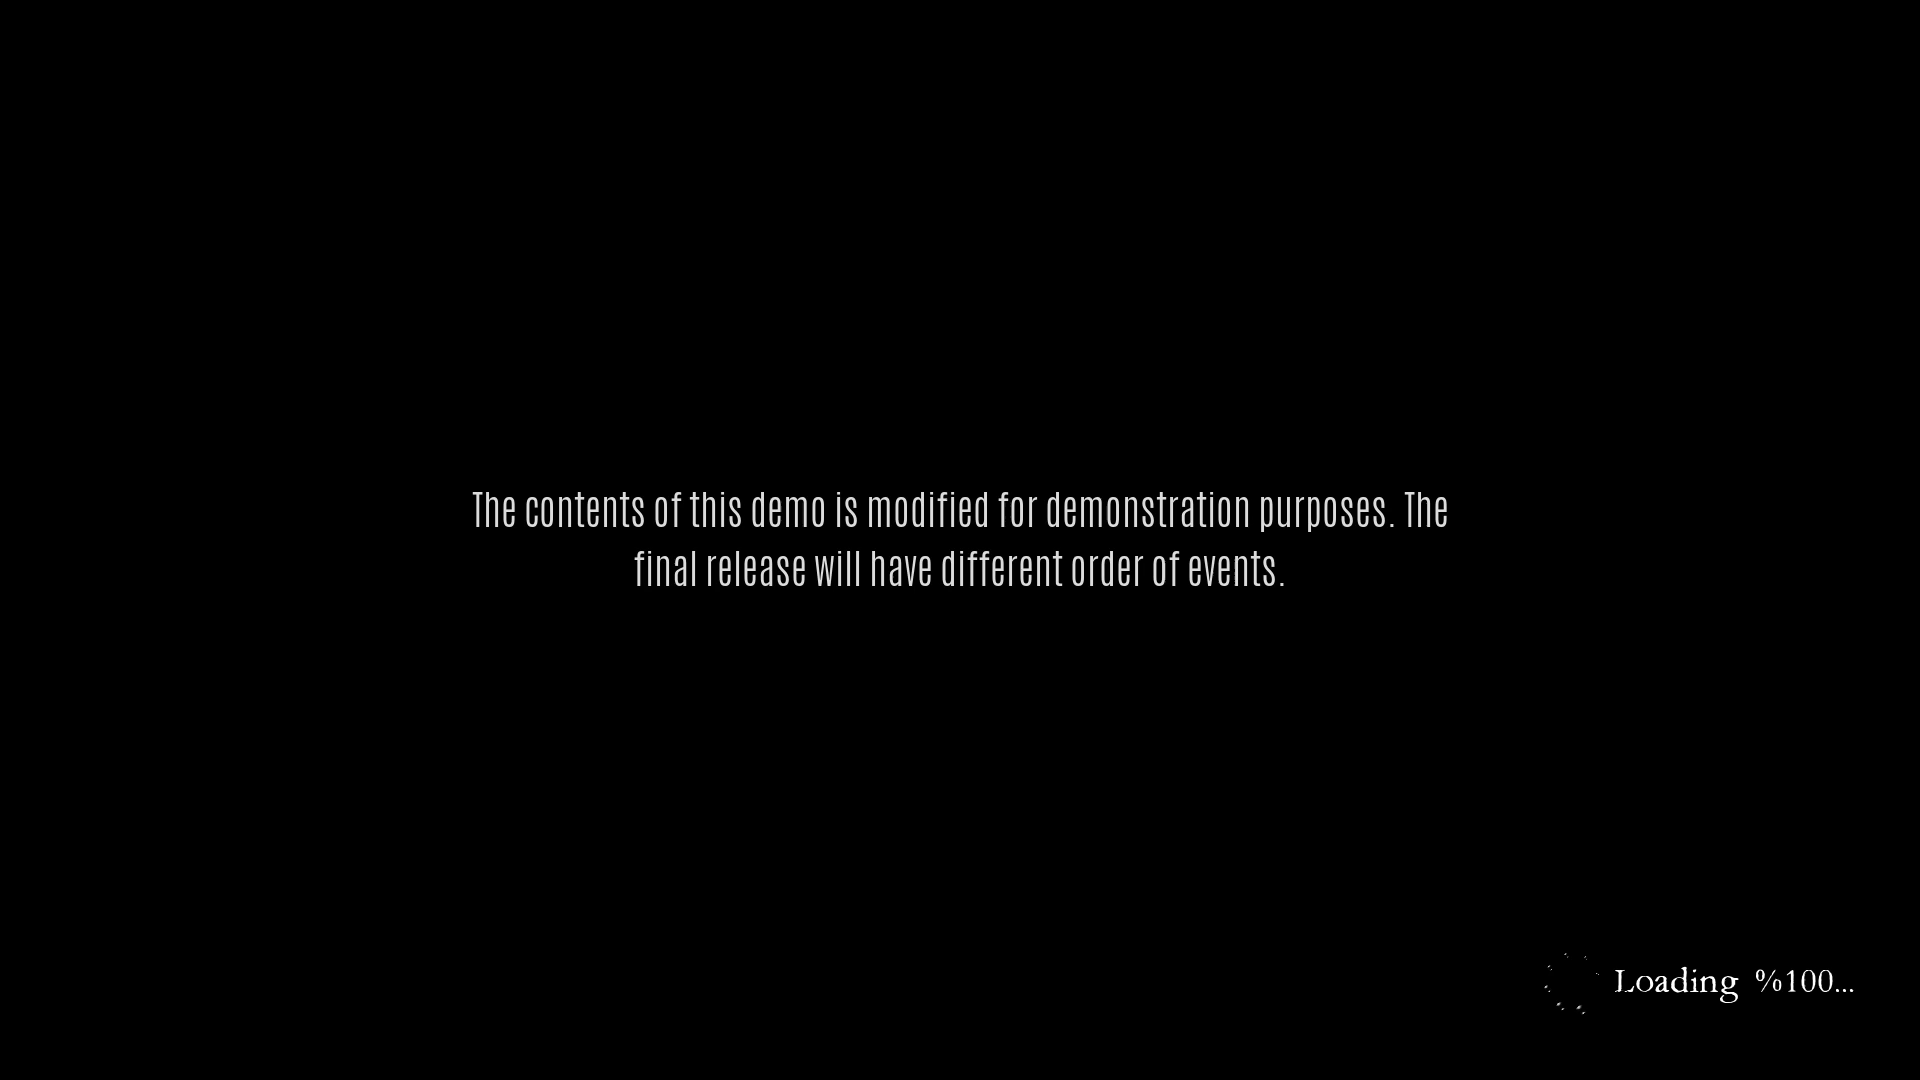 The contents of this demo is modified for demonstration purposes. The
final release will have different order of events.
Loading %100...